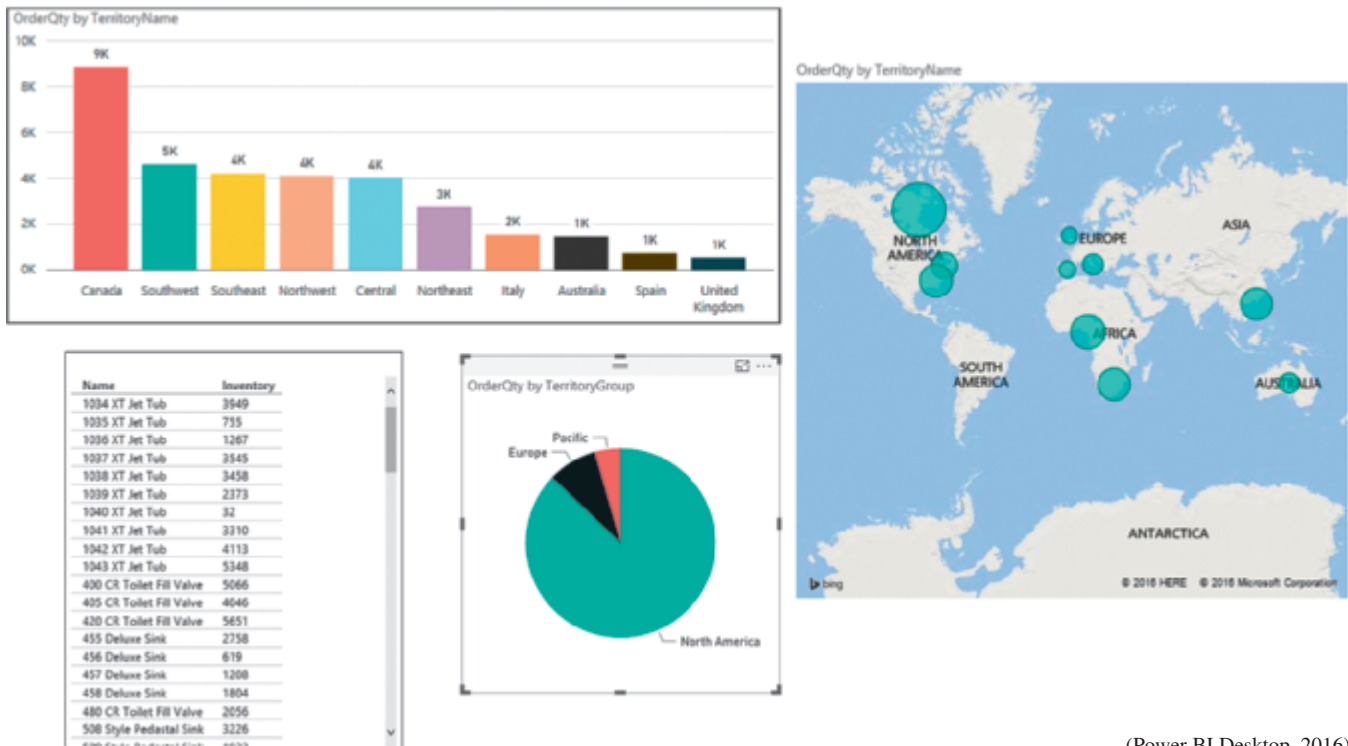 OrderQty by TerritoryName
10K
8K
6K
4K
2K
0K
9K
5K
4K
4K
4K
3K
2K
1K
1K
1K
Canada
Southwest
Southeast
Northwest
Central
Northeast
Italy
Australia
Spain
United
Kingdom
OrderQty by TerritoryName
NORTH
AMERICA
EUROPE
ASIA
AFRICA
SOUTH
AMERICA
AUSTRALIA
ANTARCTICA
bing
© 2016 HERE © 2016 Microsoft Corporation
Name Inventory
1034 XT Jet Tub 3949
1035 XT Jet Tub 755
1036 XT Jet Tub 1267
1037 XT Jet Tub 3545
1038 XT Jet Tub 3458
1039 XT Jet Tub 2373
1040 XT Jet Tub 32
1041 XT Jet Tub 3310
1042 XT Jet Tub 4113
1043 XT Jet Tub 5348
400 CR Toilet Fill Valve 5066
405 CR Toilet Fill Valve 4046
420 CR Toilet Fill Valve 5651
455 Deluxe Sink 2758
456 Deluxe Sink 619
457 Deluxe Sink 1208
458 Deluxe Sink 1804
480 CR Toilet Fill Valve 2056
508 Style Pedastal Sink 3226
Style Pedastal Sink
OrderQty by TerritoryGroup
Pacific
Europe
North America
(Power BI Desktop, 2016)